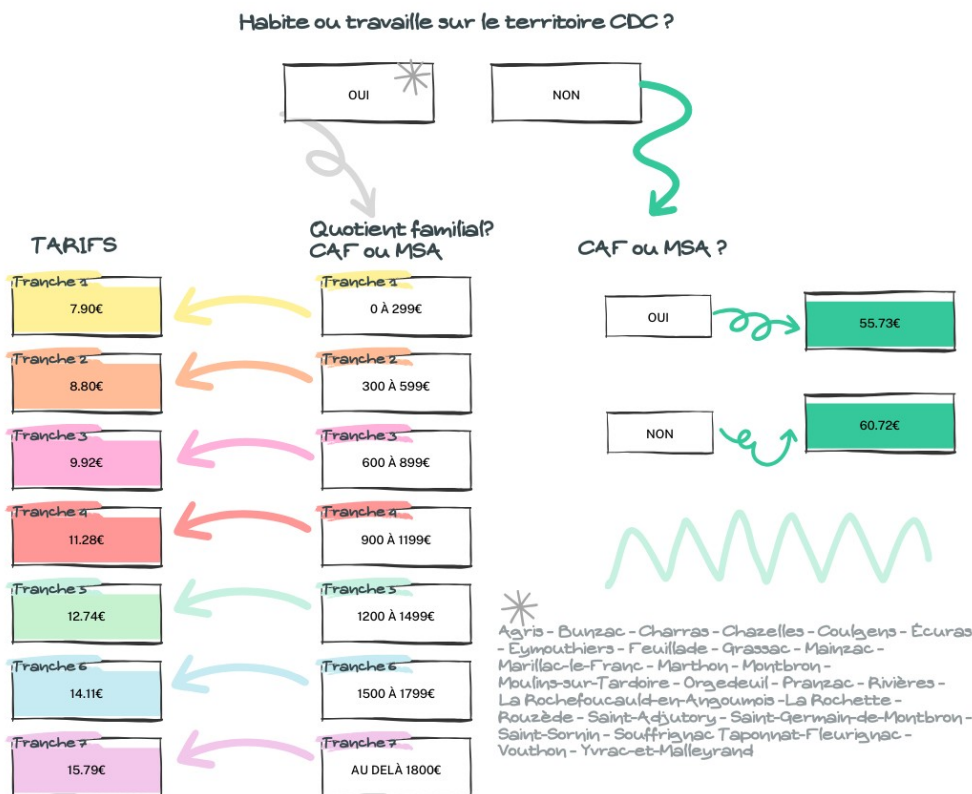 Habite ou travaille sur le territoire CDC ?
OUI
NON
TARIFS
Quotient familial?
CAF ou MSA
CAF ou MSA ?
Tranche 1
7.90€
Tranche 1
0 À 299€
OUI
55.73€
Tranche 2
8.80€
Tranche 2
300 À 599€
NON
60.72€
Tranche 3
9.92€
Tranche 3
600 À 899€
Tranche 4
11.28€
Tranche 4
900 À 1199€
Tranche 5
12.74€
Tranche 5
1200 À 1499€
Tranche 6
14.11€
Tranche 6
1500 À 1799€
Tranche 7
15.79€
Tranche 7
AU DELÀ 1800€
Agris - Bunzac - Charras - Chazelles - Coulgens - Écuras
- Eymouthiers - Feuillade - Grassac - Mainzac -
Marillac-le-Franc - Marthon - Montbron -
Moulins-sur-Tardoire - Orgedeuil - Pranzac - Rivières -
La Rochefoucauld-en-Angoumois -La Rochette -
Rouzède - Saint-Adjutory - Saint-Germain-de-Montbron -
Saint-Sornin - Souffrignac Taponnat-Fleurignac -
Vouthon - Yvrac-et-Malleyrand